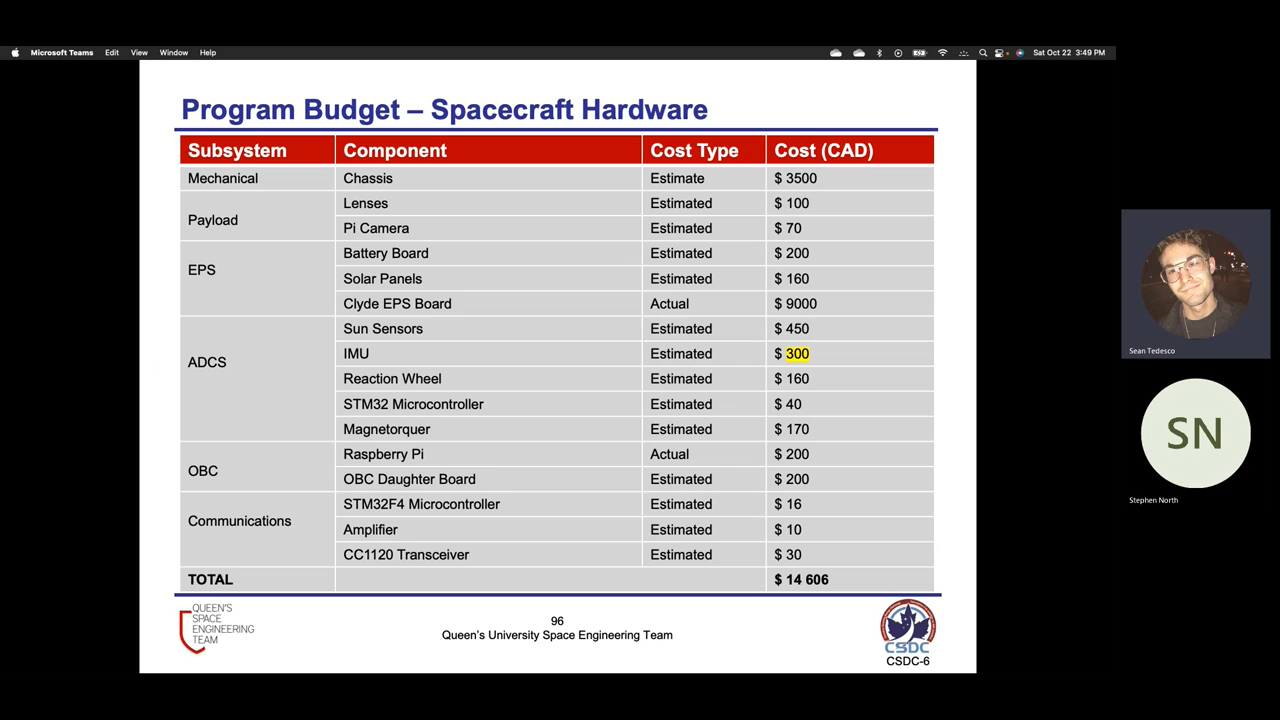 Microsoft Teams Edit View Window Help Sat Oct 22 3:49 PM
Program Budget – Spacecraft Hardware
Subsystem Component Cost Type Cost (CAD)
Mechanical Chassis Estimate $ 3500
Payload Lenses Estimated $ 100
Pi Camera Estimated $ 70
EPS Battery Board Estimated $ 200
Solar Panels Estimated $ 160
Clyde EPS Board Actual $ 9000
ADCS Sun Sensors Estimated $ 450
IMU Estimated $ 300
Reaction Wheel Estimated $ 160
STM32 Microcontroller Estimated $ 40
Magnetorquer Estimated $ 170
OBC Raspberry Pi Actual $ 200
OBC Daughter Board Estimated $ 200
Communications STM32F4 Microcontroller Estimated $ 16
Amplifier Estimated $ 10
CC1120 Transceiver Estimated $ 30
TOTAL $ 14 606
QUEEN'S
SPACE
ENGINEERING
TEAM
96
Queen's University Space Engineering Team
CSDC
CSDC-6
Sean Tedesco
SN
Stephen North